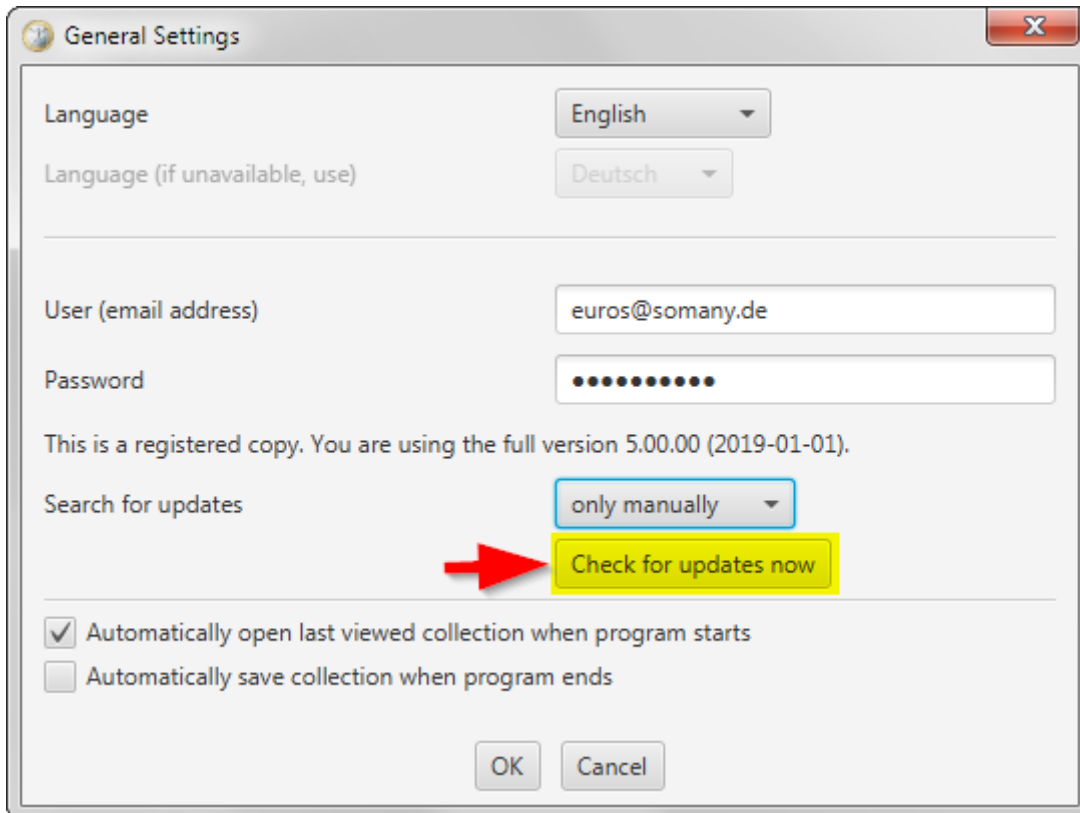 General Settings
Language English
Language (if unavailable, use) Deutsch
User (email address) euros@somany.de
Password ●●●●●●●●●●
This is a registered copy. You are using the full version 5.00.00 (2019-01-01).
Search for updates only manually
Check for updates now
Automatically open last viewed collection when program starts
Automatically save collection when program ends
OK Cancel